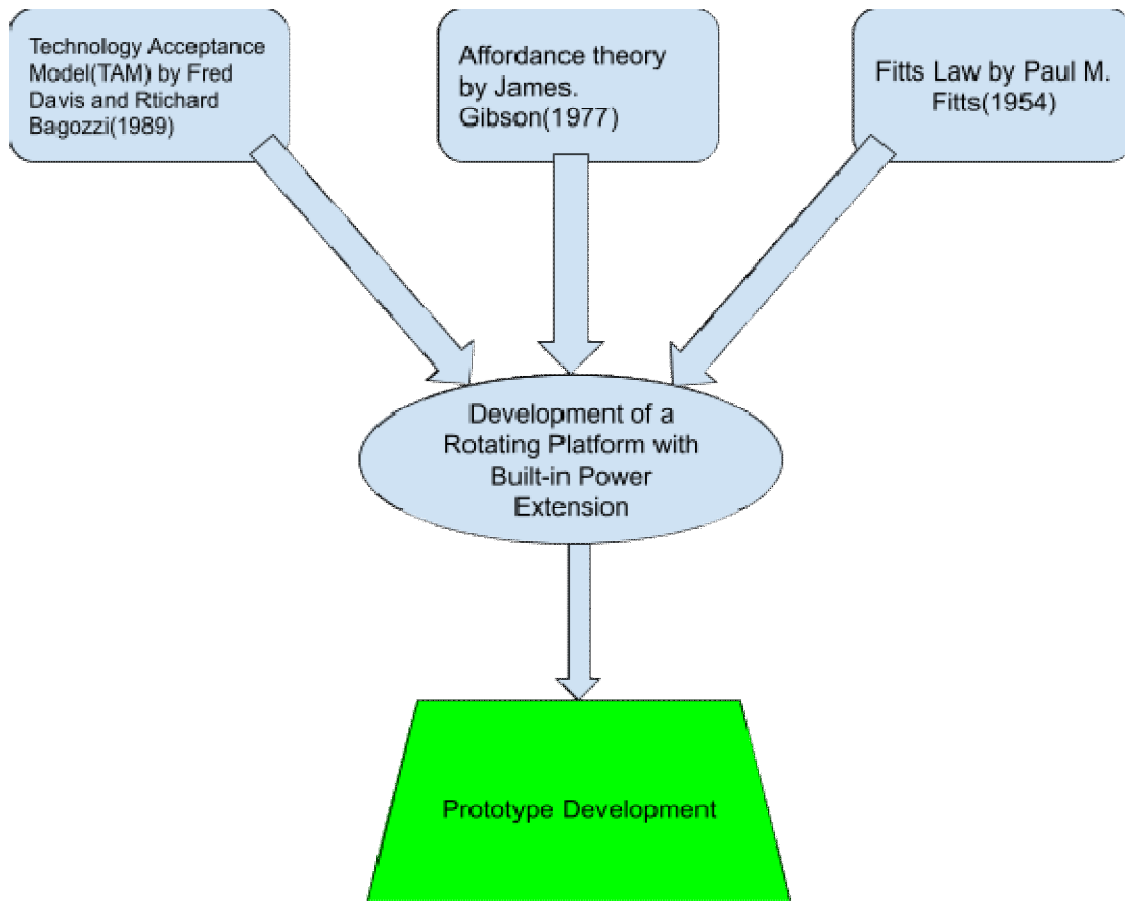 Technology Acceptance
Model(TAM) by Fred
Davis and Rtichard
Bagozzi(1989)
Affordance theory
by James.
Gibson(1977)
Fitts Law by Paul M.
Fitts(1954)
Development of a
Rotating Platform with
Built-in Power
Extension
Prototype Development